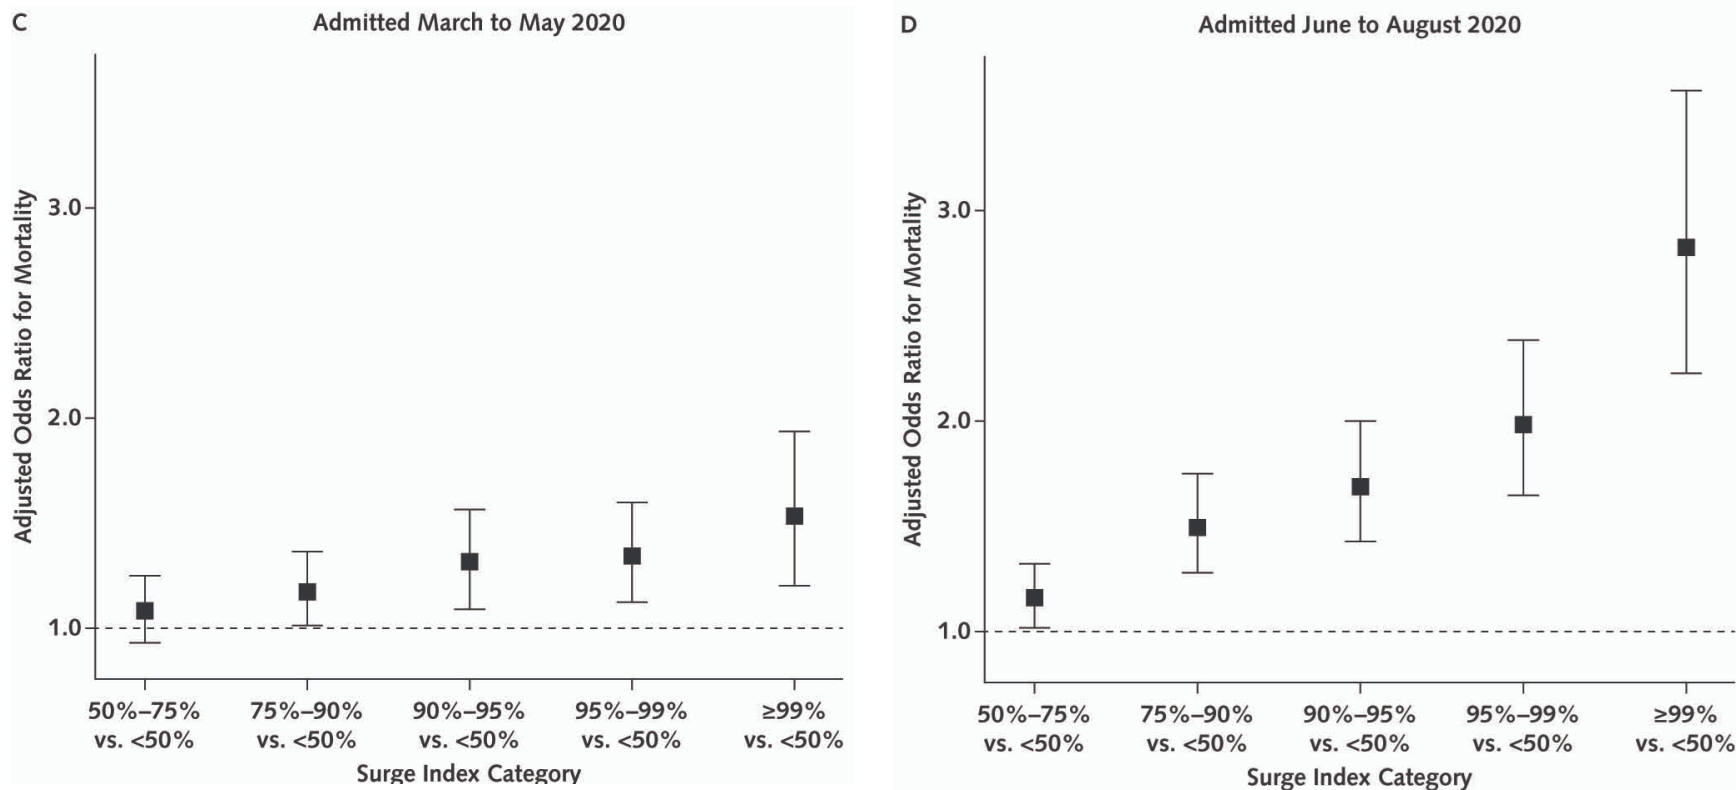 C
Admitted March to May 2020
Adjusted Odds Ratio for Mortality
3.0
2.0
1.0
50%–75%
vs. <50%
75%–90%
vs. <50%
90%–95%
vs. <50%
95%–99%
vs. <50%
≥99%
vs. <50%
Surge Index Category
D
Admitted June to August 2020
Adjusted Odds Ratio for Mortality
3.0
2.0
1.0
50%–75%
vs. <50%
75%–90%
vs. <50%
90%–95%
vs. <50%
95%–99%
vs. <50%
≥99%
vs. <50%
Surge Index Category